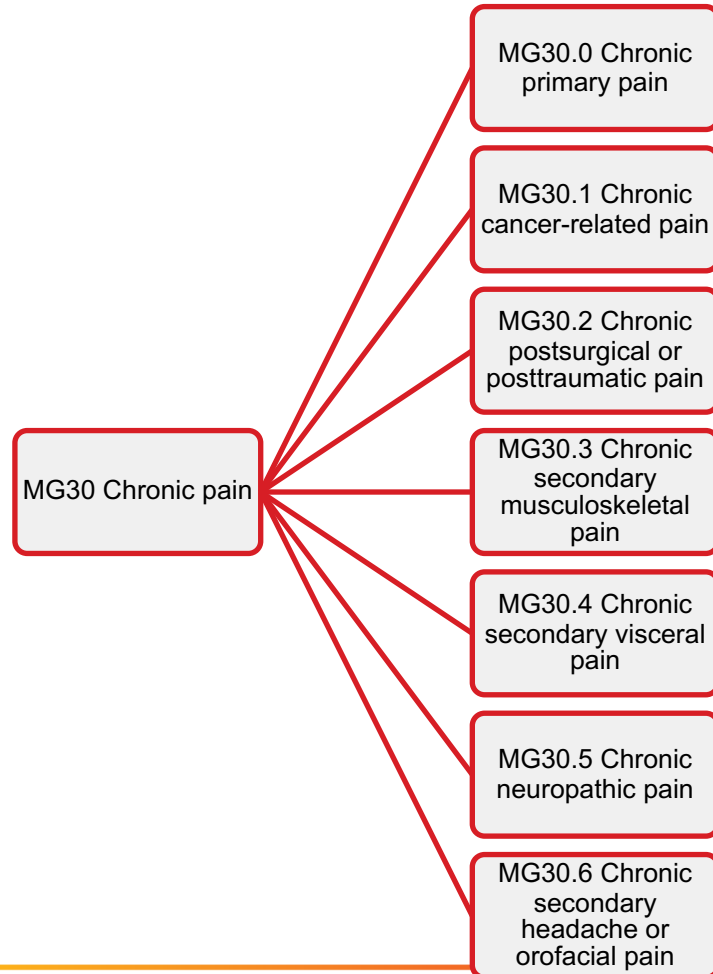 MG30 Chronic pain
MG30.0 Chronic
primary pain
MG30.1 Chronic
cancer-related pain
MG30.2 Chronic
postsurgical or
posttraumatic pain
MG30.3 Chronic
secondary
musculoskeletal
pain
MG30.4 Chronic
secondary visceral
pain
MG30.5 Chronic
neuropathic pain
MG30.6 Chronic
secondary
headache or
orofacial pain